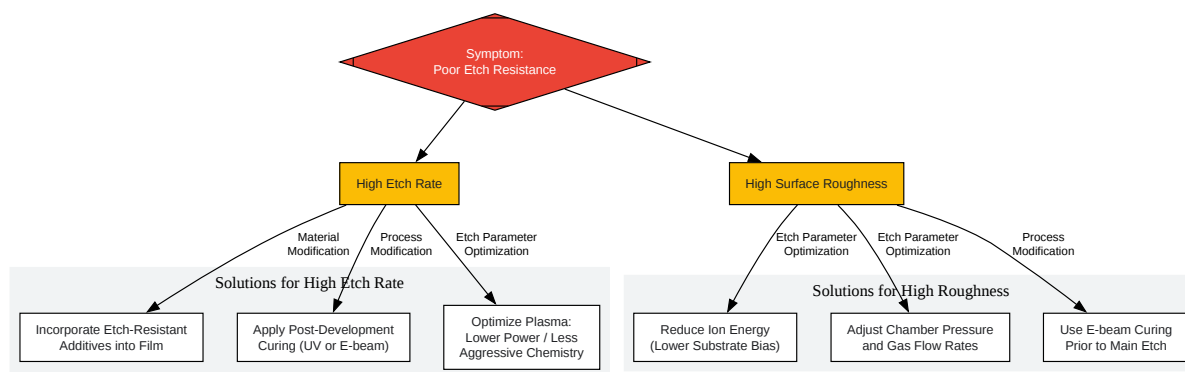 Symptom:
Poor Etch Resistance
High Etch Rate
High Surface Roughness
Material
Modification
Process
Modification
Etch Parameter
Optimization
Etch Parameter
Optimization
Etch Parameter
Optimization
Process
Modification
Solutions for High Etch Rate
Incorporate Etch-Resistant
Additives into Film
Apply Post-Development
Curing (UV or E-beam)
Optimize Plasma:
Lower Power / Less
Aggressive Chemistry
Solutions for High Roughness
Reduce Ion Energy
(Lower Substrate Bias)
Adjust Chamber Pressure
and Gas Flow Rates
Use E-beam Curing
Prior to Main Etch